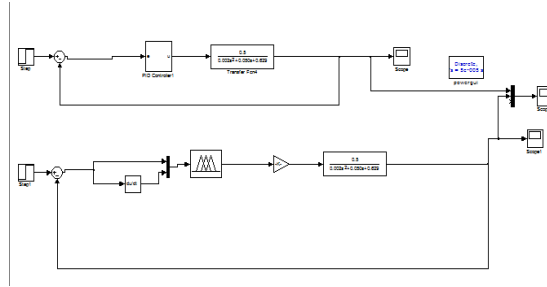 0.5
0.003s²+0.030s+0.629
Step
PID Controller1
Transfer Fcn4
Scope
Discrete,
s = 5e-005 s
powergui
Scope1
Step1
du/dt
0.5
0.003s²+0.030s+0.629